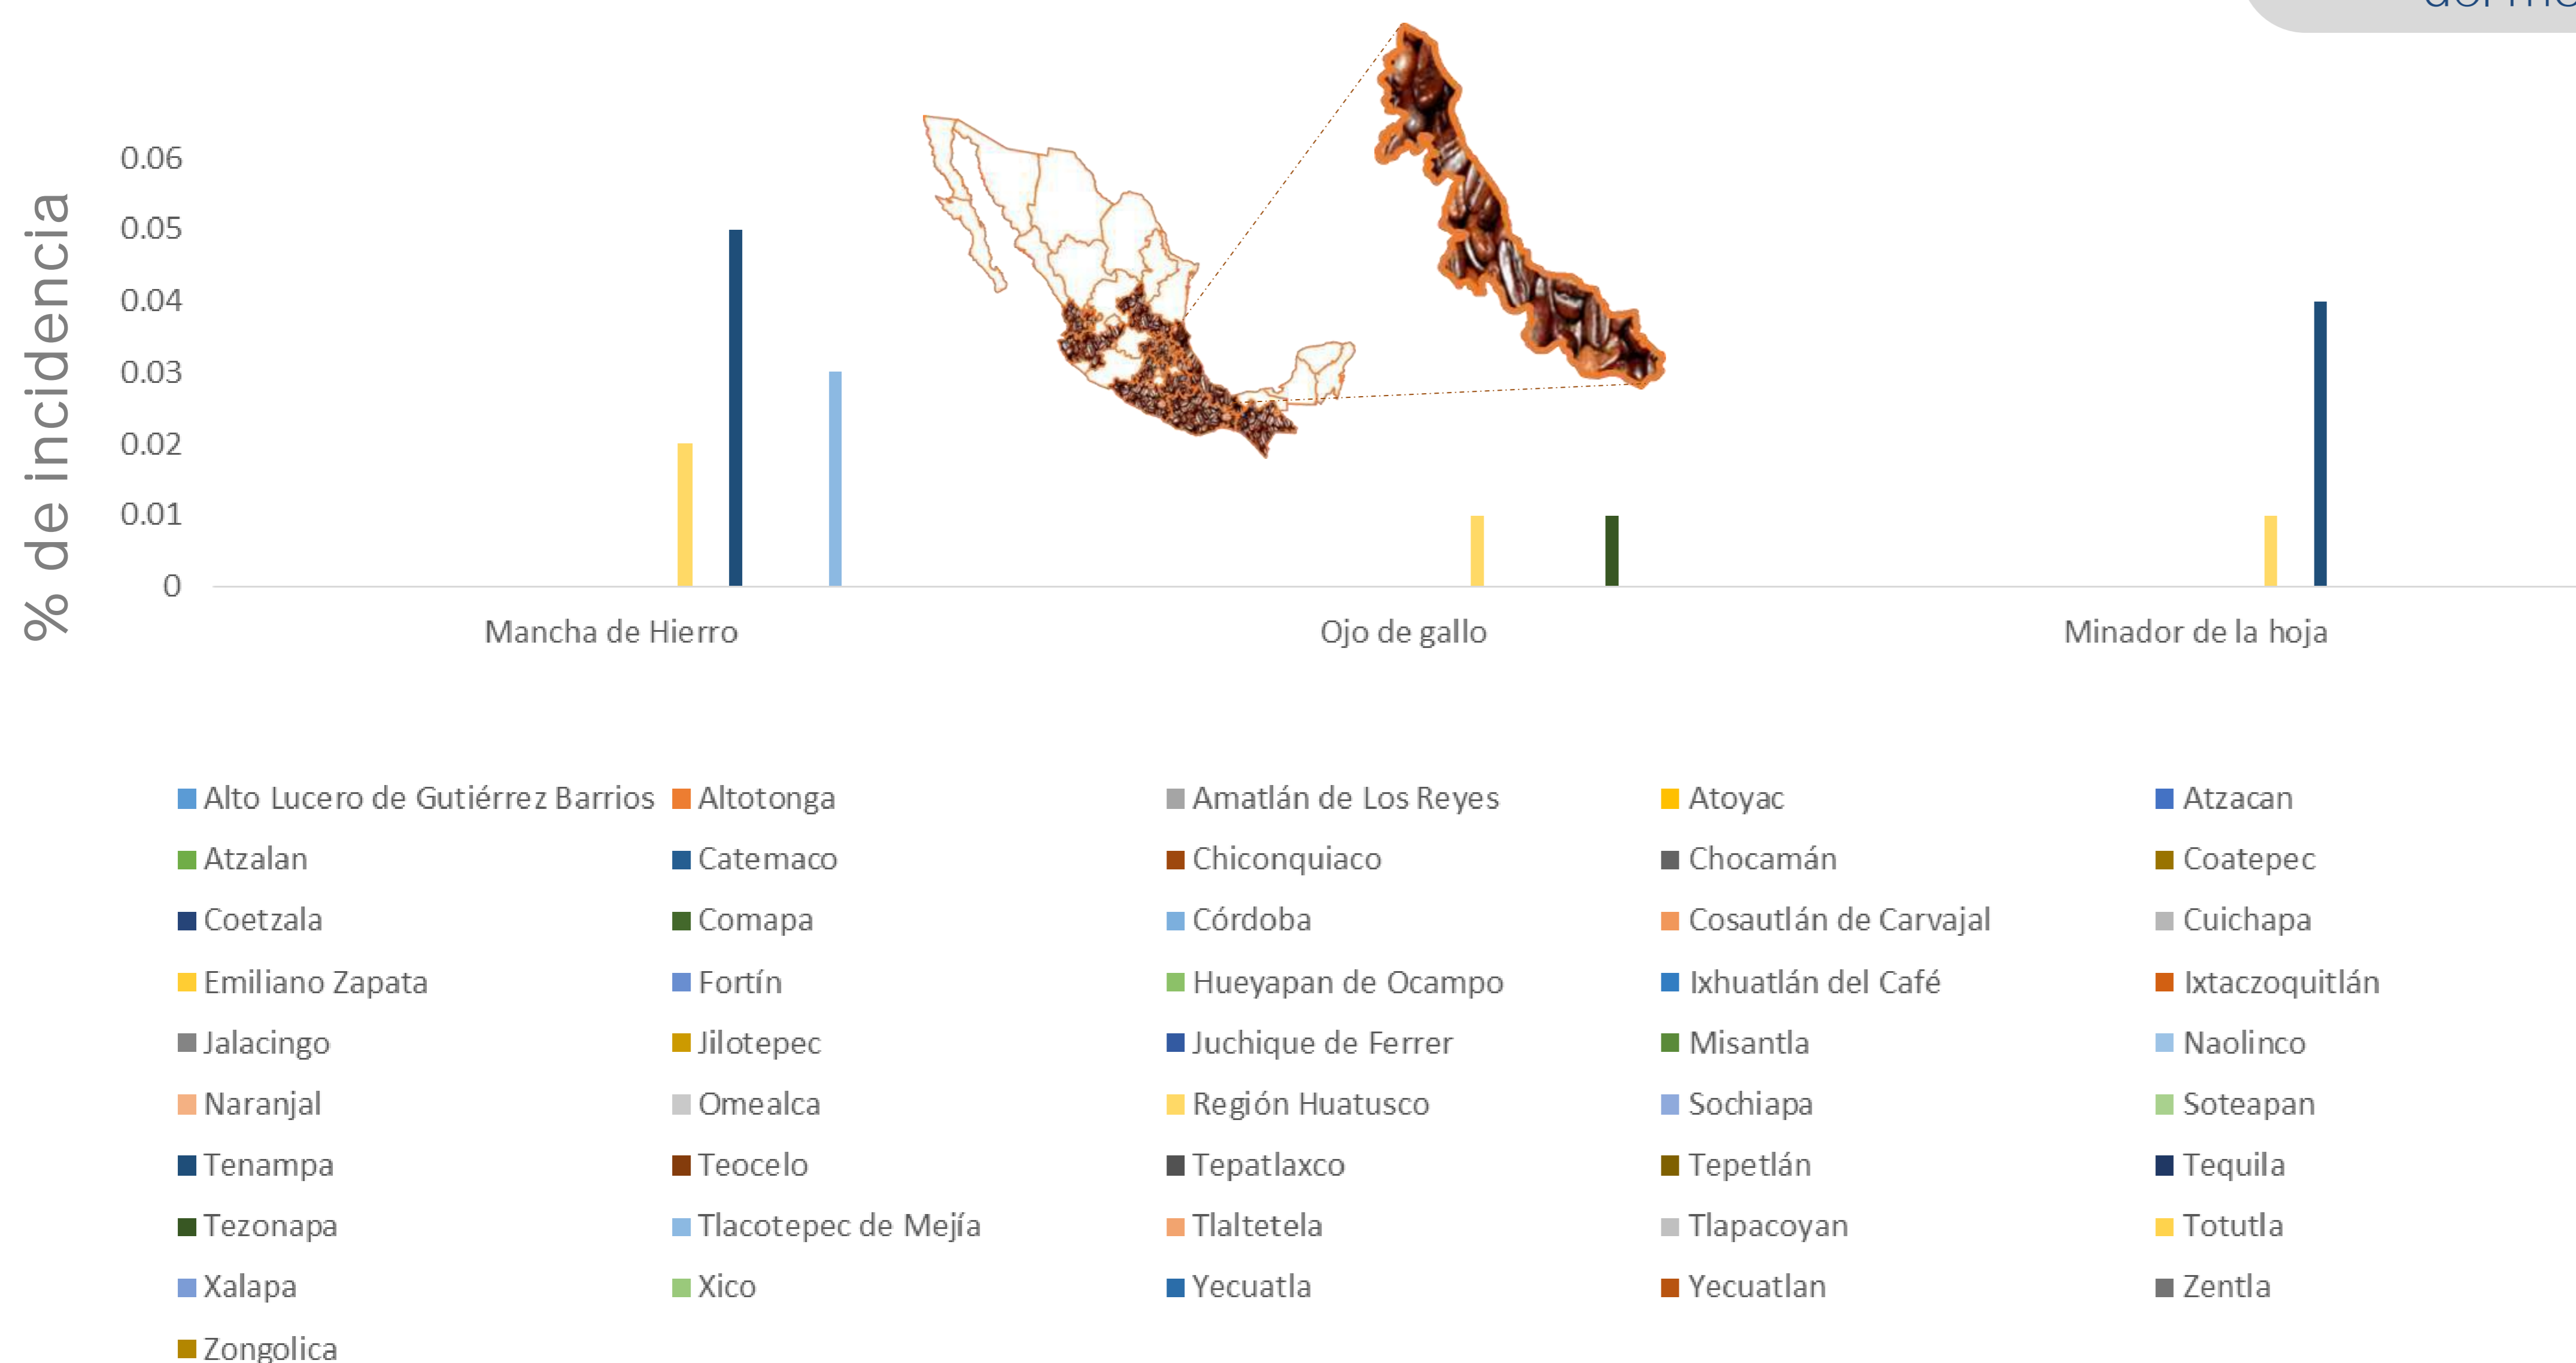 % de incidencia
0.06
0.05
0.04
0.03
0.02
0.01
0
Mancha de Hierro
Ojo de gallo
Minador de la hoja
Alto Lucero de Gutiérrez Barrios Altotonga Amatlán de Los Reyes Atoyac Atzacan
Atzalan Catemaco Chiconquiaco Chocamán Coatepec
Coetzala Comapa Córdoba Cosautlán de Carvajal Cuichapa
Emiliano Zapata Fortín Hueyapan de Ocampo Ixhuatlán del Café Ixtaczoquitlán
Jalacingo Jilotepec Juchique de Ferrer Misantla Naolinco
Naranjal Omealca Región Huatusco Sochiapa Soteapan
Tenampa Teocelo Tepatlaxco Tepetlán Tequila
Tezonapa Tlacotepec de Mejía Tlaltetela Tlapacoyan Totutla
Xalapa Xico Yecuatla Yecuatlan Zentla
Zongolica